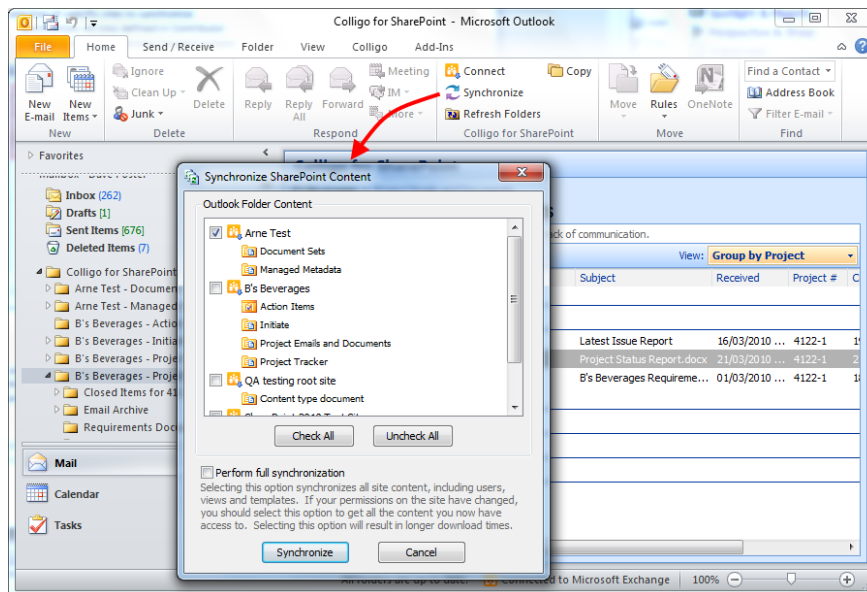 Colligo for SharePoint - Microsoft Outlook
File Home Send / Receive Folder View Colligo Add-Ins
Ignore
Clean Up
Junk
Delete
New E-mail
New Items
Reply
Reply All
Forward
Meeting
IM
More
Connect
Copy
Synchronize
Refresh Folders
Move
Rules
OneNote
Find a Contact
Address Book
Filter E-mail
New Delete Respond Colligo for SharePoint Move Find
Favorites
Inbox (262)
Drafts [1]
Sent Items [676]
Deleted Items (7)
Colligo for SharePoint
Arne Test - Documen
Arne Test - Managed
B's Beverages - Actio
B's Beverages - Initia
B's Beverages - Proje
B's Beverages - Proje
Closed Items for 41
Email Archive
Requirements Doc
Mail
Calendar
Tasks
Synchronize SharePoint Content
Outlook Folder Content
Arne Test
Document Sets
Managed Metadata
B's Beverages
Action Items
Initiate
Project Emails and Documents
Project Tracker
QA testing root site
Content type document
Check All Uncheck All
Perform full synchronization
Selecting this option synchronizes all site content, including users,
views and templates. If your permissions on the site have changed,
you should select this option to get all the content you now have
access to. Selecting this option will result in longer download times.
Synchronize Cancel
ck of communication.
View: Group by Project
Subject Received Project # C
Latest Issue Report 16/03/2010 ... 4122-1
Project Status Report.docx 21/03/2010 ... 4122-1
B's Beverages Requireme... 01/03/2010 ... 4122-1
All folders are up to date. Connected to Microsoft Exchange 100%